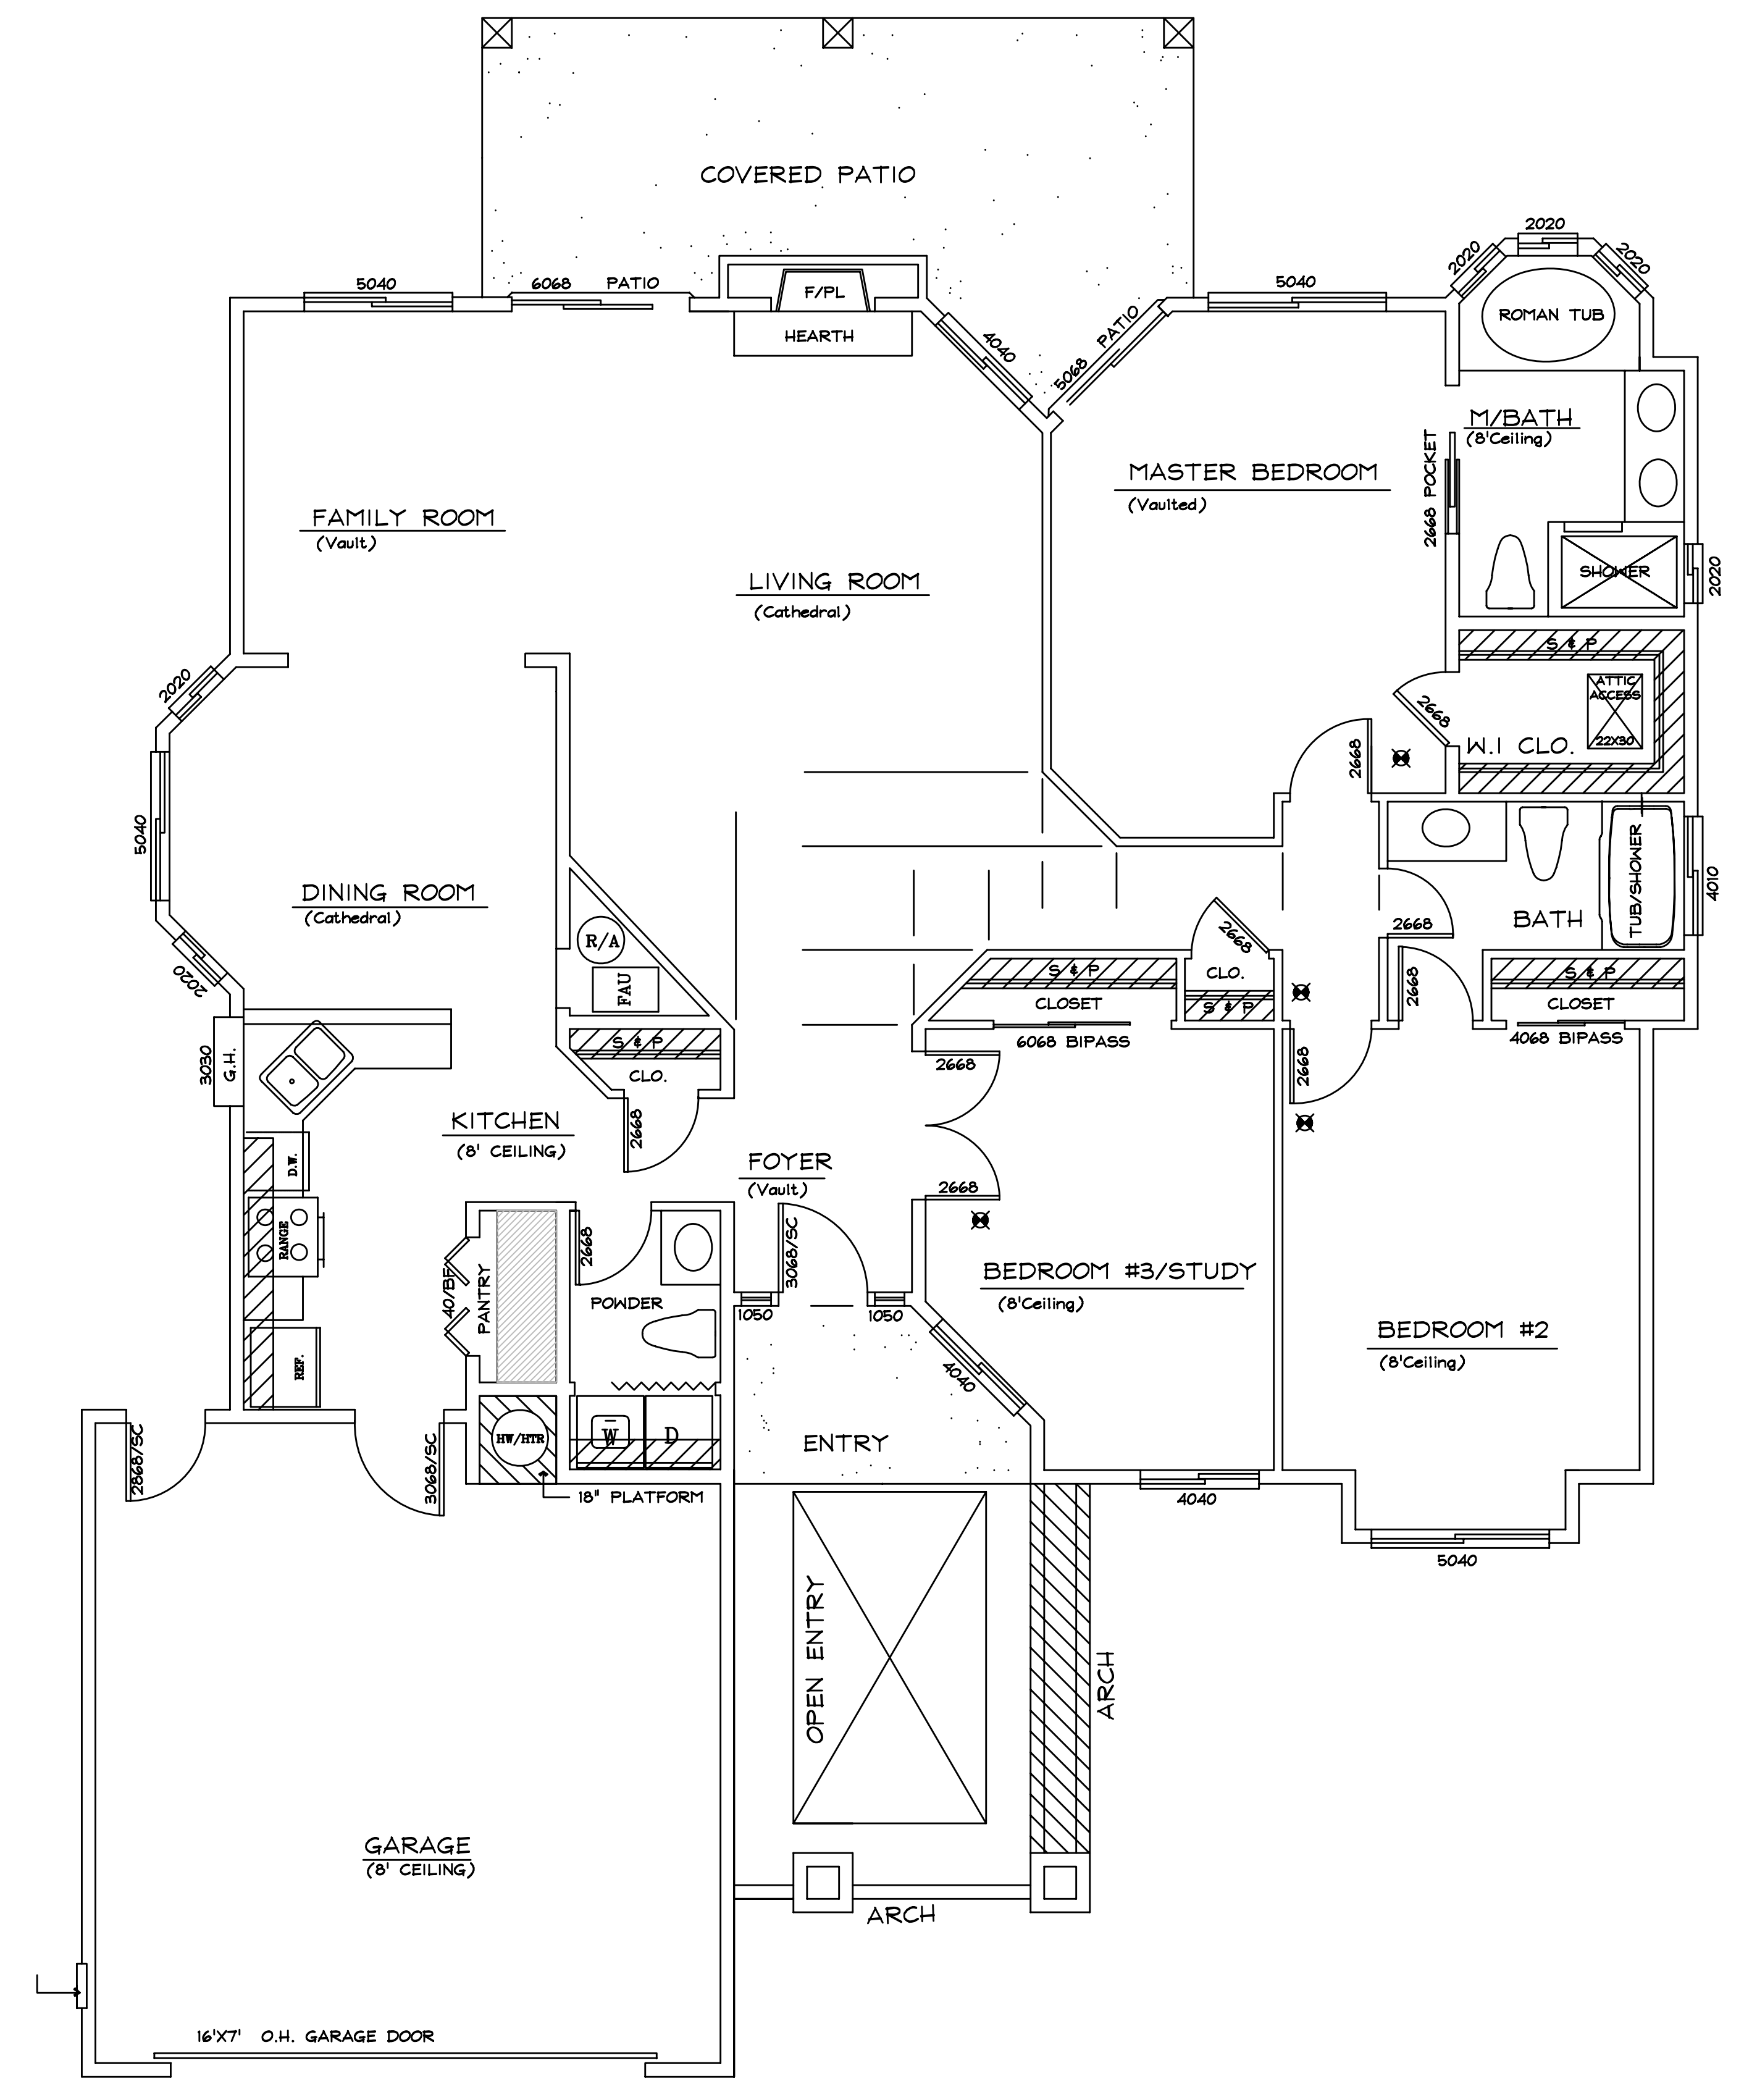 COVERED PATIO
2020
2020
2020
5040
6068 PATIO
5040
F/PL
ROMAN TUB
HEARTH
4040
5068 PATIO
M/BATH
(8'Ceiling)
2668 POCKET
MASTER BEDROOM
(Vaulted)
FAMILY ROOM
(Vault)
LIVING ROOM
(Cathedral)
SHOWER
2020
S & P
2020
ATTIC
ACCESS
22X30
2668
W.I CLO.
2668
5040
TUB/SHOWER
4010
DINING ROOM
(Cathedral)
BATH
2668
2668
R/A
FAU
2020
S & P
CLO.
S & P
2668
S & P
CLOSET
CLOSET
3030
G.H.
S & P
CLO.
6068 BIPASS
4068 BIPASS
2668
2668
2668
KITCHEN
(8' CEILING)
D.W.
FOYER
(Vault)
2668
RANGE
40/BF
PANTRY
2668
3068/SC
BEDROOM #3/STUDY
(8'Ceiling)
POWDER
1050
1050
BEDROOM #2
(8'Ceiling)
REF.
4040
HW/HTR
W
D
ENTRY
2868/SC
3068/SC
18" PLATFORM
4040
5040
OPEN ENTRY
ARCH
GARAGE
(8' CEILING)
ARCH
16'X7' O.H. GARAGE DOOR